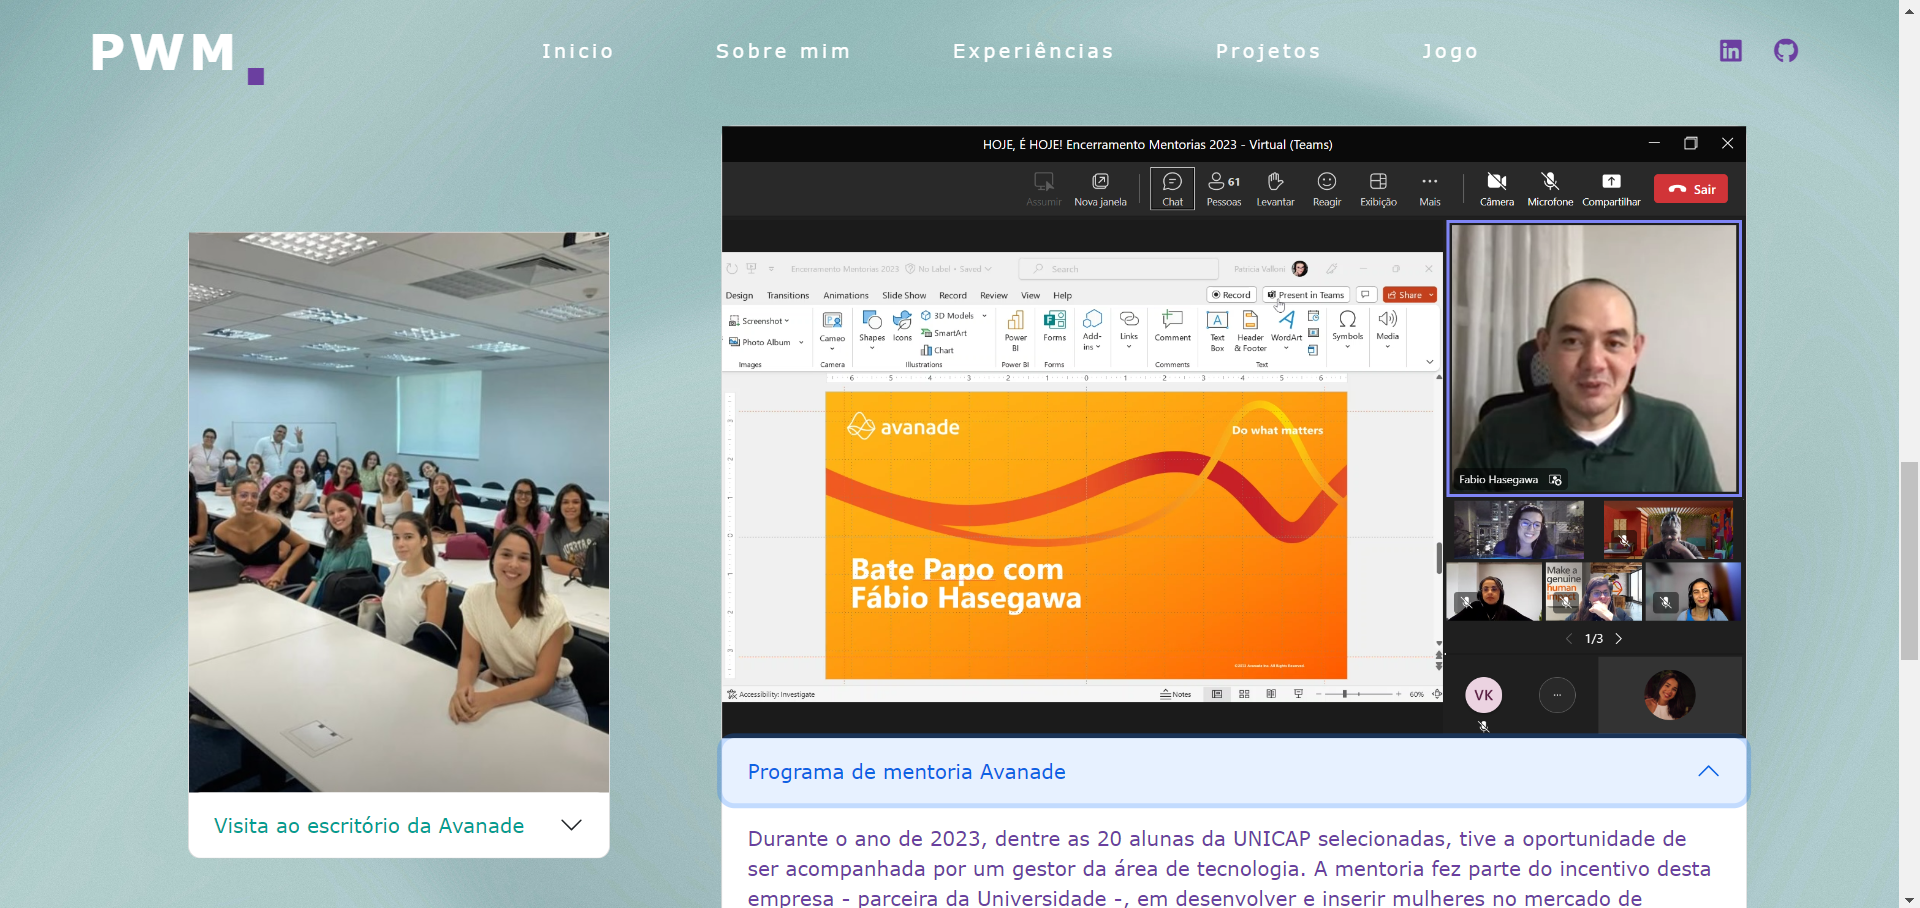 PWM
Inicio
Sobre mim
Experiências
Projetos
Jogo
HOJE, É HOJE! Encerramento Mentorias 2023 - Virtual (Teams)
Assumir
Nova janela
Chat
61
Pessoas
Levantar
Reagir
Exibição
Mais
Câmera
Microfone
Compartilhar
Sair
Encerramento Mentorias 2023
No Label • Saved
Search
Patricia Valloni
Design
Transitions
Animations
Slide Show
Record
Review
View
Help
Record
Present in Teams
Share
Screenshot
Photo Album
Images
Cameo
Camera
Shapes
Icons
3D Models
SmartArt
Chart
Illustrations
Power
BI
Power BI
Forms
Forms
Add-
ins
Links
Comment
Comments
Text
Box
Header
& Footer
WordArt
Text
Symbols
Media
avanade
Do what matters
Bate Papo com
Fábio Hasegawa
Accessibility: Investigate
Notes
60%
Fabio Hasegawa
Make a
genuine
human
1/3
VK
Visita ao escritório da Avanade
Programa de mentoria Avanade
Durante o ano de 2023, dentre as 20 alunas da UNICAP selecionadas, tive a oportunidade de
ser acompanhada por um gestor da área de tecnologia. A mentoria fez parte do incentivo desta
empresa - parceira da Universidade -, em desenvolver e inserir mulheres no mercado de